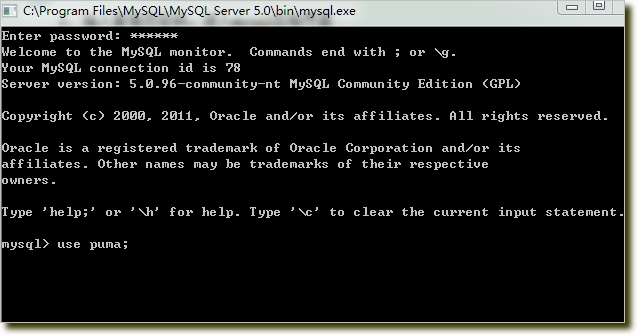 C:\Program Files\MySQL\MySQL Server 5.0\bin\mysql.exe
Enter password: ******
Welcome to the MySQL monitor.  Commands end with ; or \g.
Your MySQL connection id is 78
Server version: 5.0.96-community-nt MySQL Community Edition (GPL)
Copyright (c) 2000, 2011, Oracle and/or its affiliates. All rights reserved.
Oracle is a registered trademark of Oracle Corporation and/or its
affiliates. Other names may be trademarks of their respective
owners.
Type 'help;' or '\h' for help. Type '\c' to clear the current input statement.
mysql> use puma;